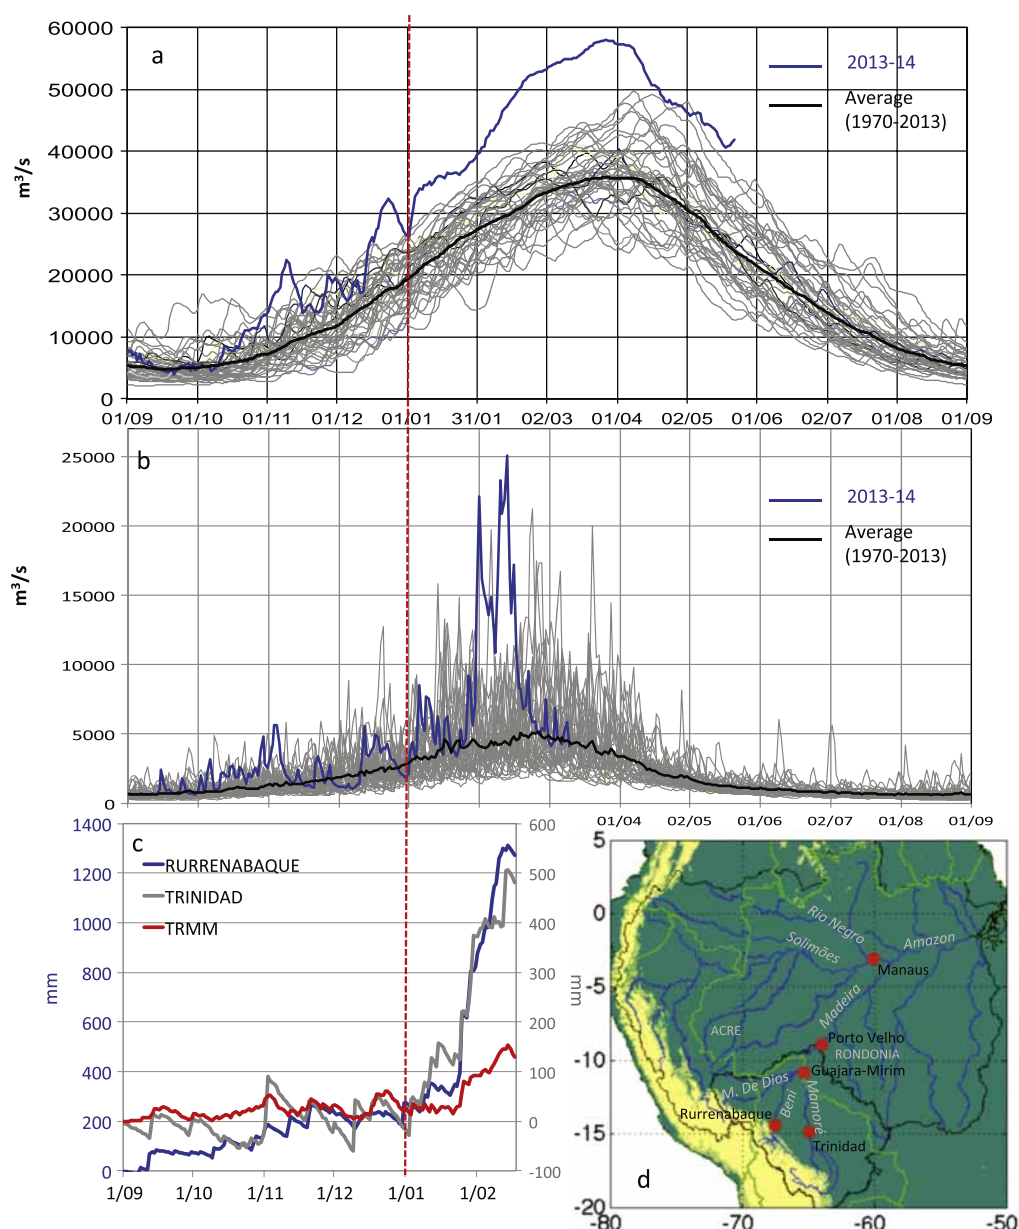 a
60000
50000
40000
30000
20000
10000
0
m³/s
2013-14
Average
(1970-2013)
01/09 01/10 01/11 01/12 01/01 31/01 02/03 01/04 02/05 01/06 02/07 01/08 01/09
b
25000
20000
15000
10000
5000
0
m³/s
2013-14
Average
(1970-2013)
01/04 02/05 01/06 02/07 01/08 01/09
c
1400
1200
1000
800
600
400
200
0
mm
RURRENABAQUE
TRINIDAD
TRMM
600
500
400
300
200
100
0
-100
mm
1/09 1/10 1/11 1/12 1/01 1/02
5
0
-5
-10
-15
-20
Rio Negro
Solimões
Amazon
Manaus
Madeira
ACRE
Porto Velho
RONDONIA
Guajara-Mirim
M. De Dios
Beni
Mamoré
Rurrenabaque
Trinidad
d
-80 -70 -60 -50